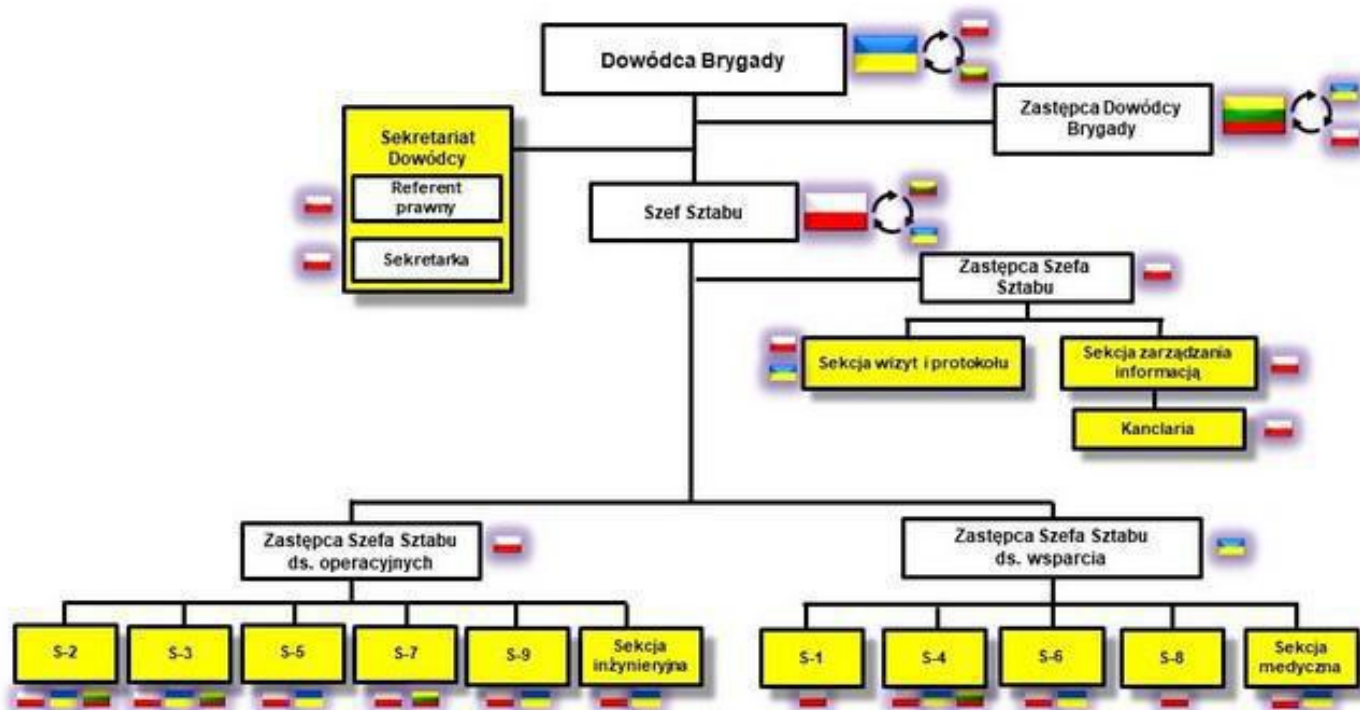 Dowódca Brygady
Zastępca Dowódcy
Brygady
Sekretariat
Dowódcy
Referent
prawny
Sekretarka
Szef Sztabu
Zastępca Szefa
Sztabu
Sekcja wizyt i protokołu
Sekcja zarządzania
informacją
Kanclaria
Zastępca Szefa Sztabu
ds. operacyjnych
Zastępca Szefa Sztabu
ds. wsparcia
S-2
S-3
S-5
S-7
S-9
Sekcja
inżynieryjna
S-1
S-4
S-6
S-8
Sekcja
medyczna